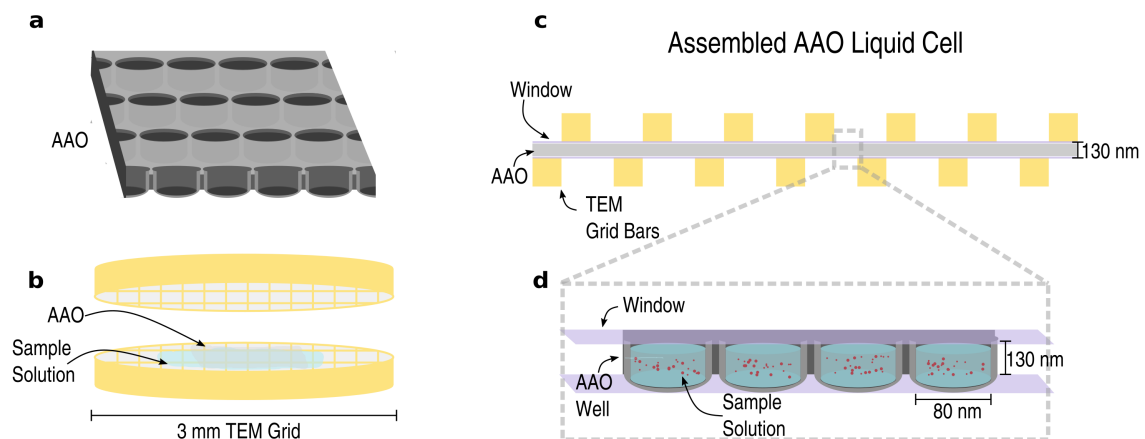 a
AAO
b
AAO
Sample
Solution
3 mm TEM Grid
c
Assembled AAO Liquid Cell
Window
AAO
130 nm
TEM
Grid Bars
d
Window
AAO
Well
Sample
Solution
130 nm
80 nm